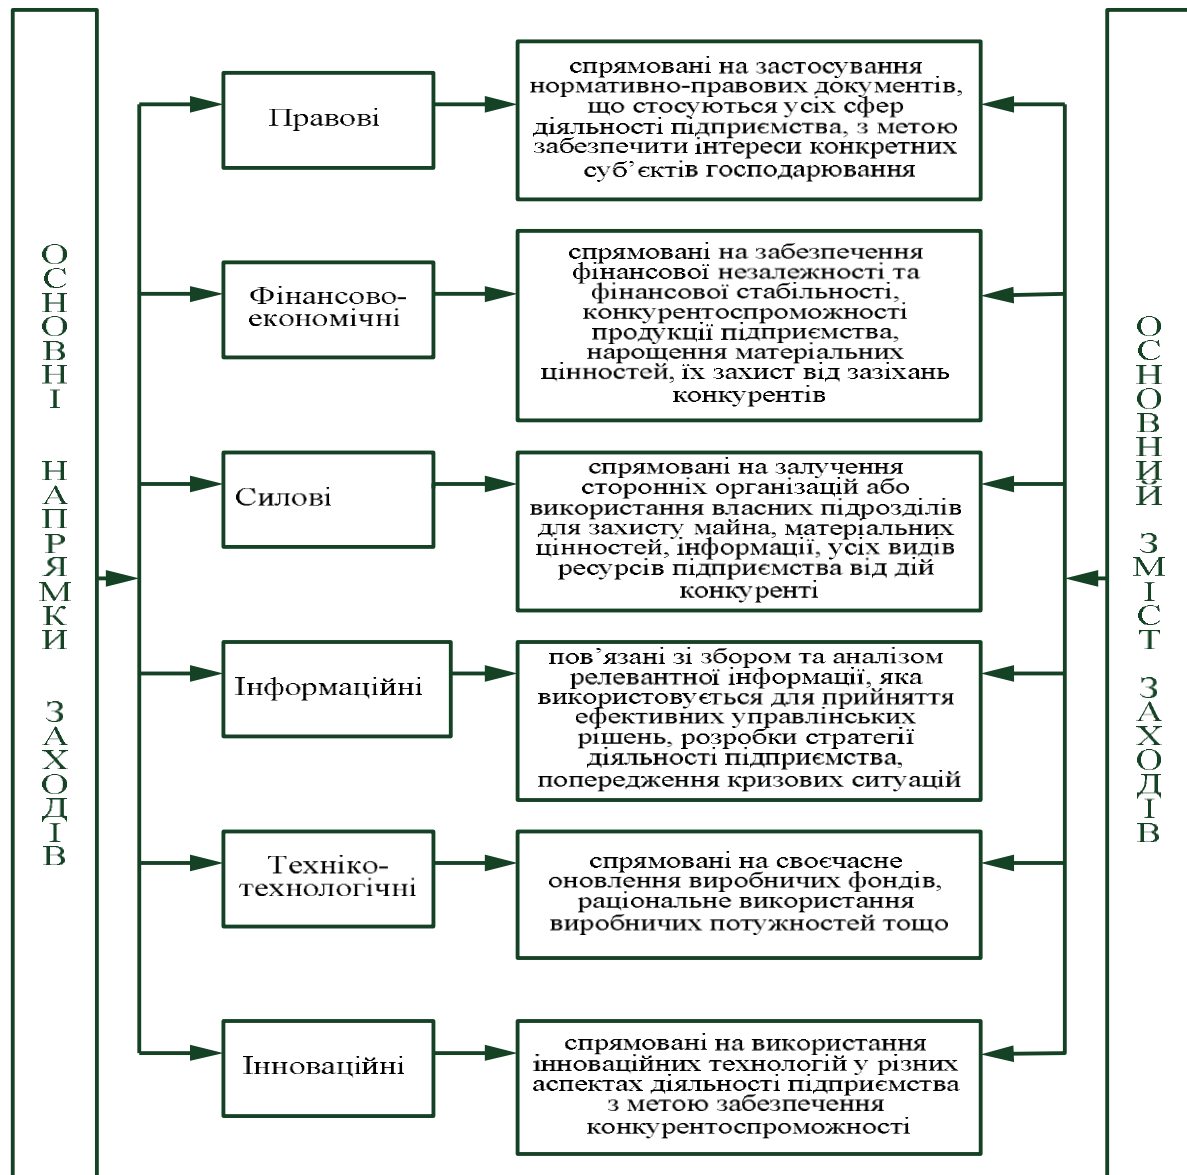 ОСНОВНІ НАПРЯМКИ ЗАХОДІВ
Правові
спрямовані на застосування
нормативно-правових документів,
що стосуються усіх сфер
діяльності підприємства, з метою
забезпечити інтереси конкретних
суб’єктів господарювання
Фінансово-
економічні
спрямовані на забезпечення
фінансової незалежності та
фінансової стабільності,
конкурентоспроможності
продукції підприємства,
нарощення матеріальних
цінностей, їх захист від зазіхань
конкурентів
Силові
спрямовані на залучення
сторонніх організацій або
використання власних підрозділів
для захисту майна, матеріальних
цінностей, інформації, усіх видів
ресурсів підприємства від дій
конкуренті
Інформаційні
пов’язані зі збором та аналізом
релевантної інформації, яка
використовується для прийняття
ефективних управлінських
рішень, розробки стратегії
діяльності підприємства,
попередження кризових ситуацій
Техніко-
технологічні
спрямовані на своєчасне
оновлення виробничих фондів,
раціональне використання
виробничих потужностей тощо
Інноваційні
спрямовані на використання
інноваційних технологій у різних
аспектах діяльності підприємства
з метою забезпечення
конкурентоспроможності
ОСНОВНИЙ ЗМІСТ ЗАХОДІВ